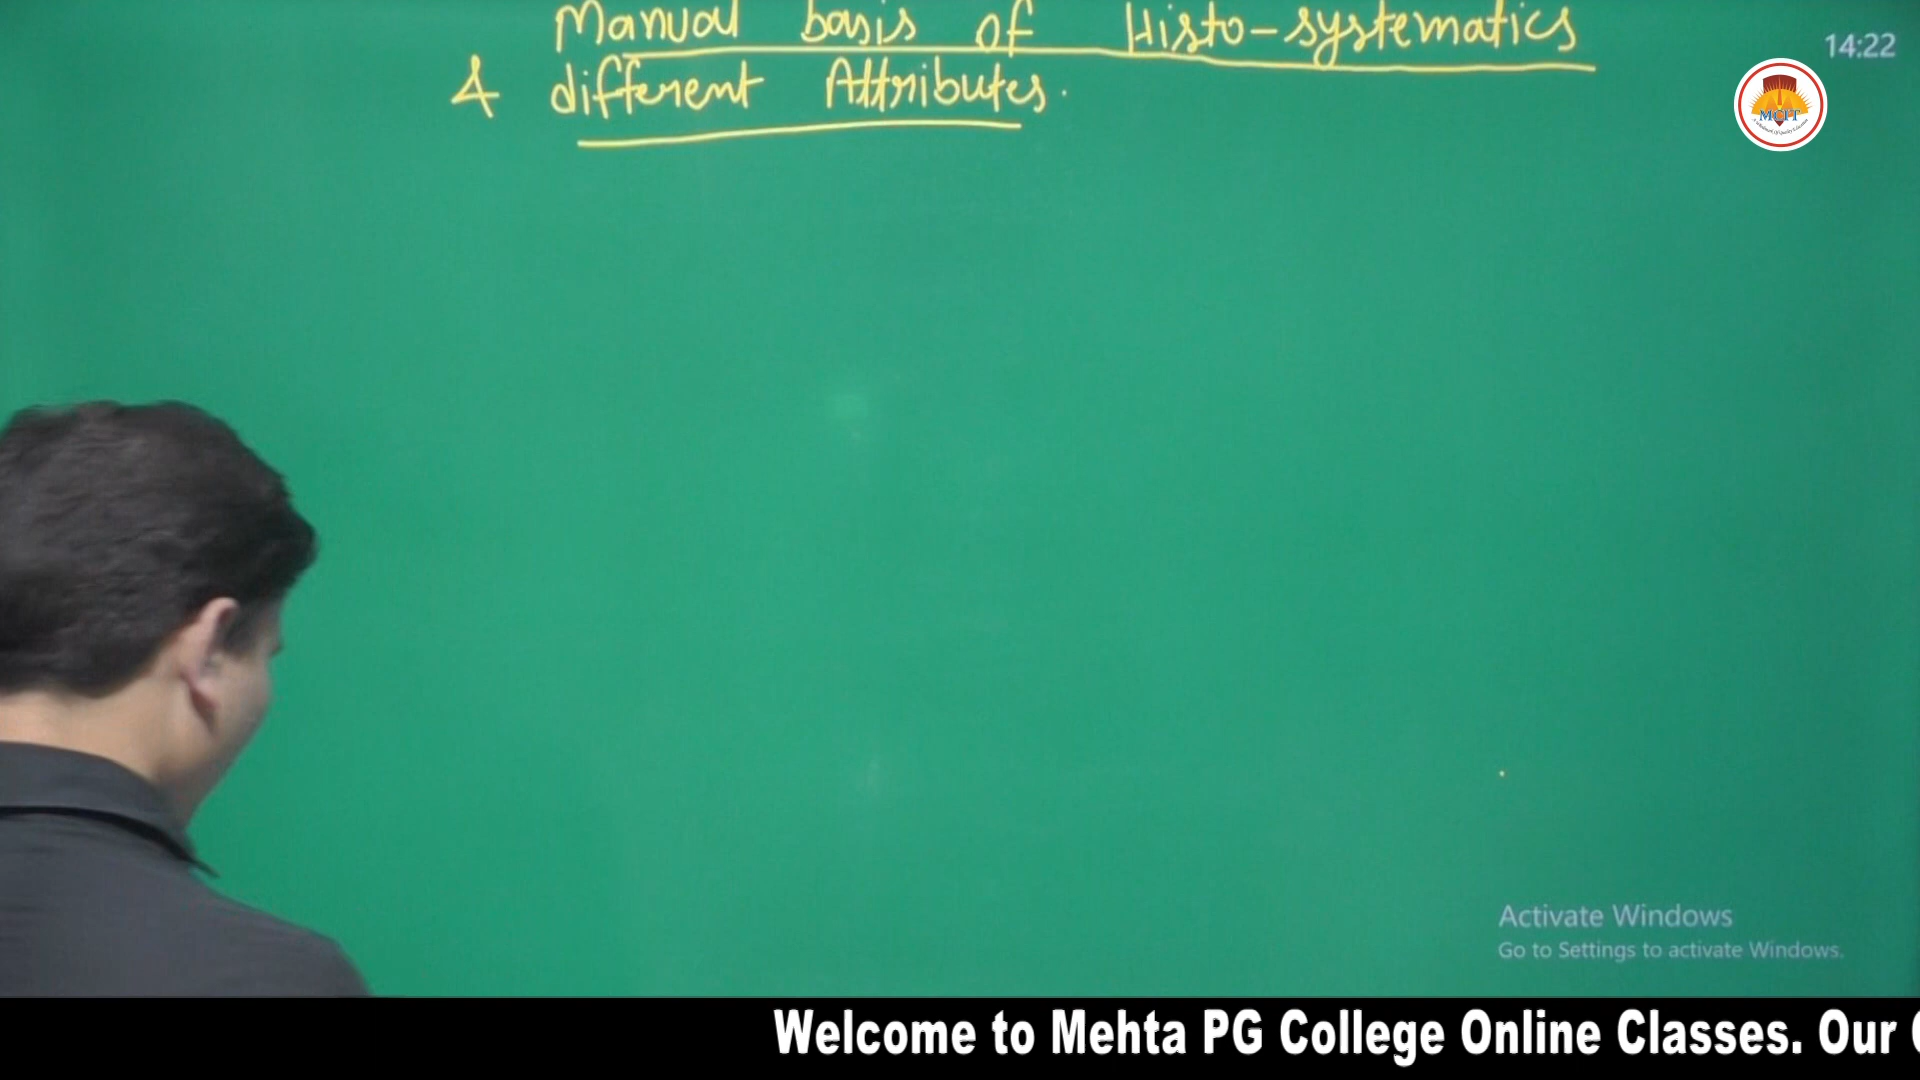 Manual basis of Histo-systematics
& different Attributes.
14:22
MCIT
Activate Windows
Go to Settings to activate Windows.
Welcome to Mehta PG College Online Classes. Our